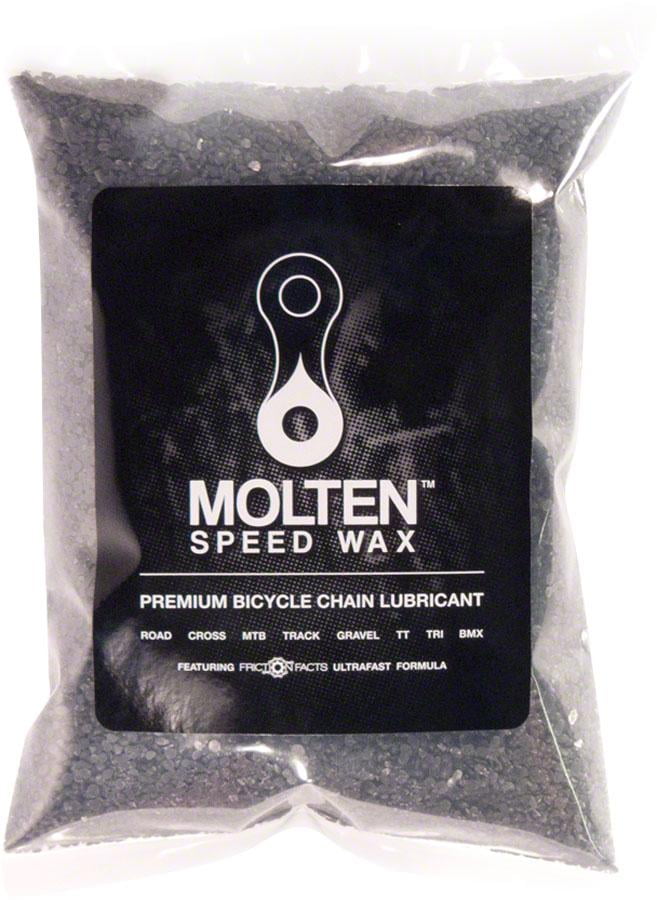 MOLTEN™
SPEED WAX
PREMIUM BICYCLE CHAIN LUBRICANT
ROAD CROSS MTB TRACK GRAVEL TT TRI BMX
FEATURING FRICTION FACTS ULTRAFAST FORMULA